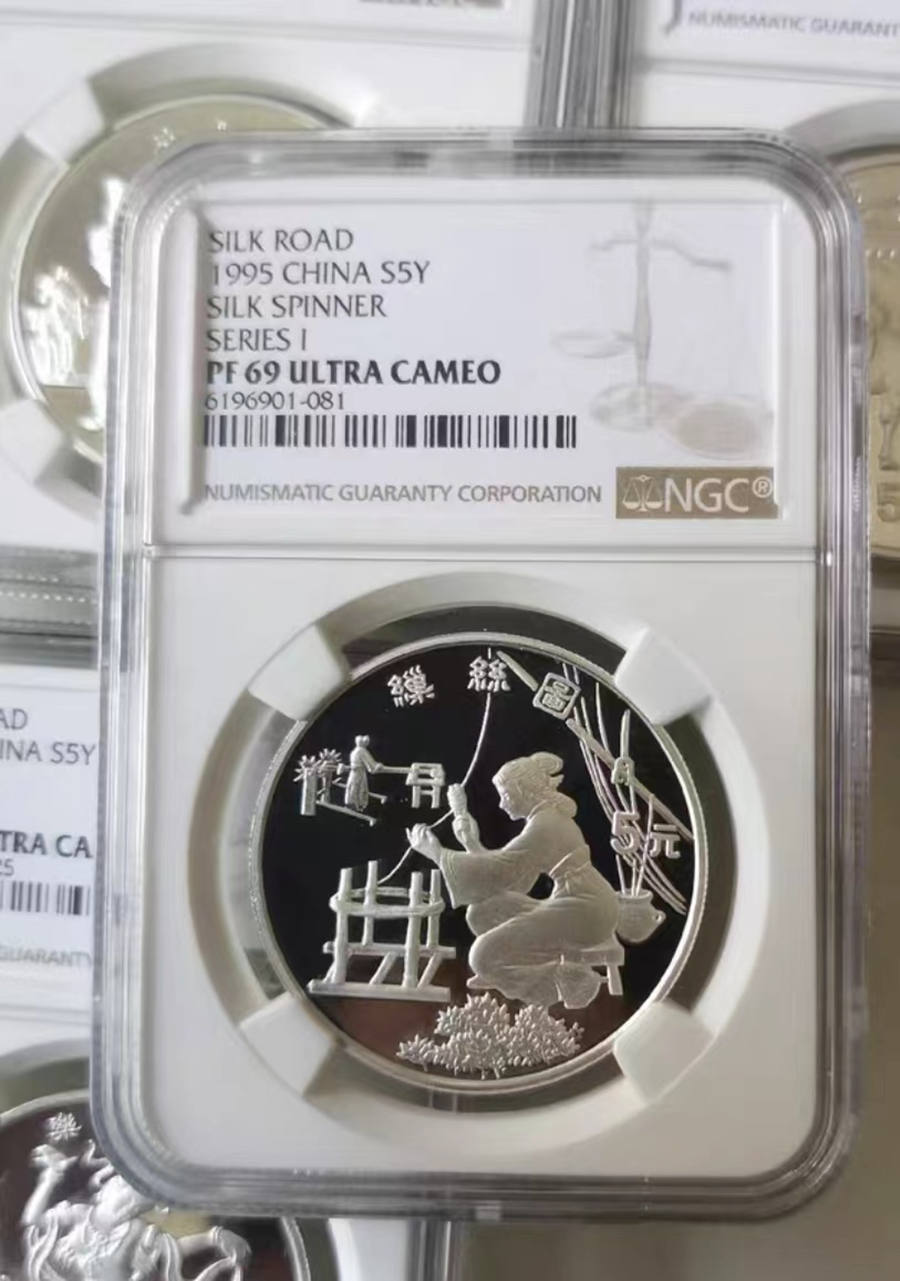 NUMISMATIC GUARANT
SILK ROAD
1995 CHINA S5Y
SILK SPINNER
SERIES I
PF 69 ULTRA CAMEO
6196901-081
NUMISMATIC GUARANTY CORPORATION
NGC®
繅 絲 圖
5元
AD
INA S5Y
TRA CA
25
GUARANTY